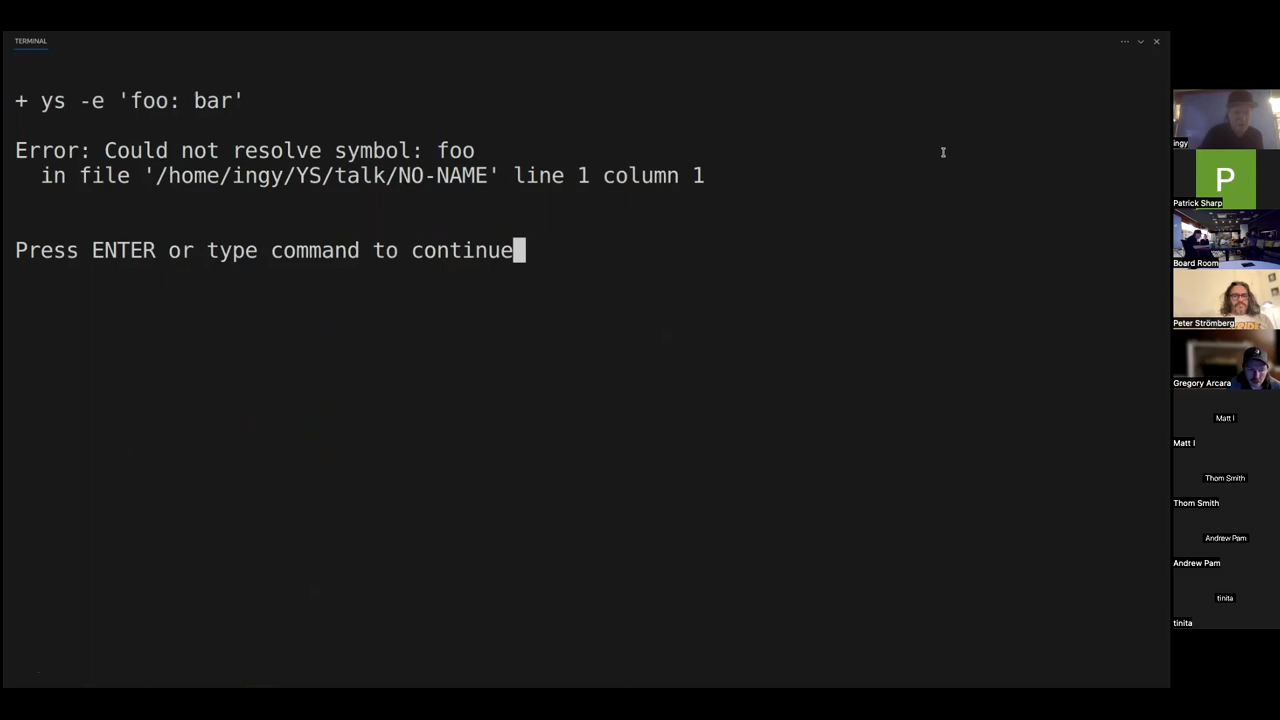 TERMINAL
+ ys -e 'foo: bar'
Error: Could not resolve symbol: foo
in file '/home/ingy/YS/talk/NO-NAME' line 1 column 1
Press ENTER or type command to continue
ingy
P
Patrick Sharp
Board Room
Peter Strömberg
Gregory Arcara
Matt I
Matt I
Thom Smith
Thom Smith
Andrew Pam
Andrew Pam
tinita
tinita